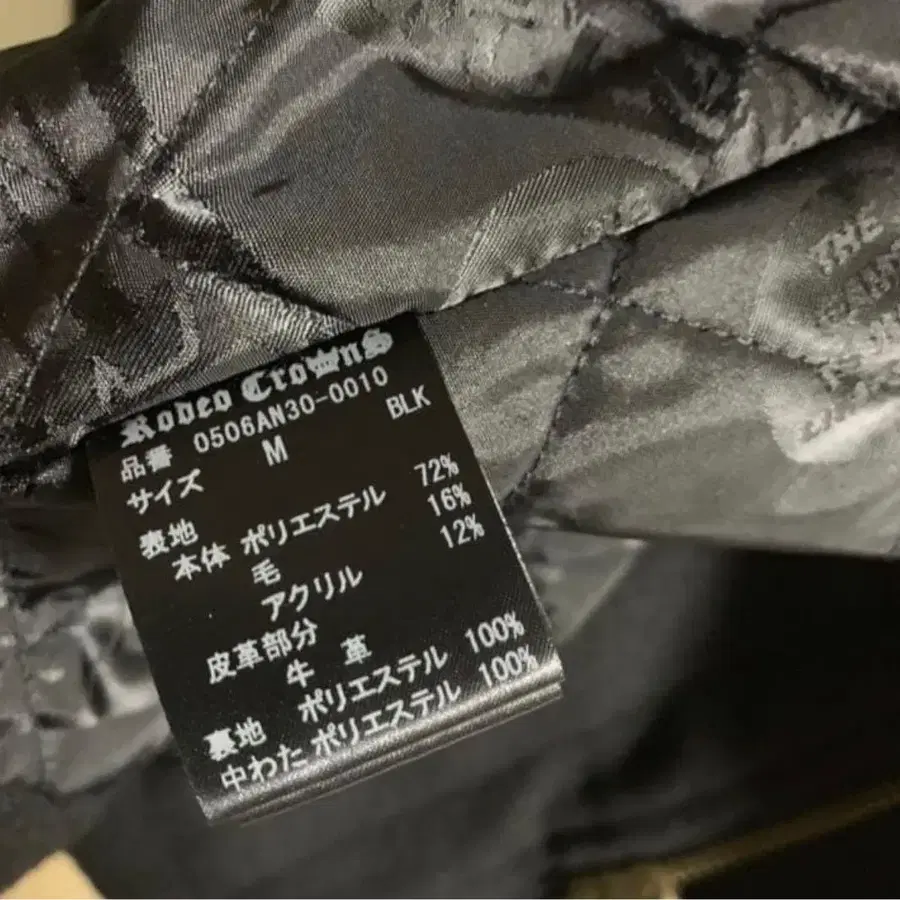 Rodeo CrownS
品番 0506AN30-0010
サイズ M BLK
表地
本体 ポリエステル 72%
毛 16%
アクリル 12%
皮革部分
牛革
裏地 ポリエステル 100%
中わた ポリエステル 100%
THE